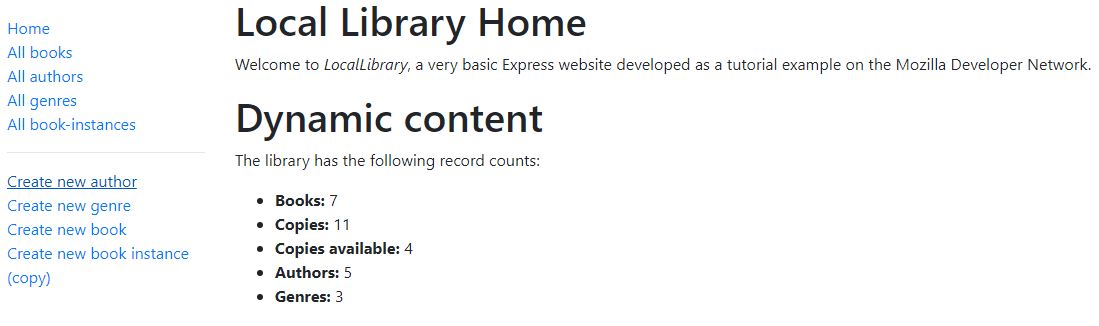 Home
All books
All authors
All genres
All book-instances
Create new author
Create new genre
Create new book
Create new book instance
(copy)
Local Library Home
Welcome to LocalLibrary, a very basic Express website developed as a tutorial example on the Mozilla Developer Network.
Dynamic content
The library has the following record counts:
Books: 7
Copies: 11
Copies available: 4
Authors: 5
Genres: 3